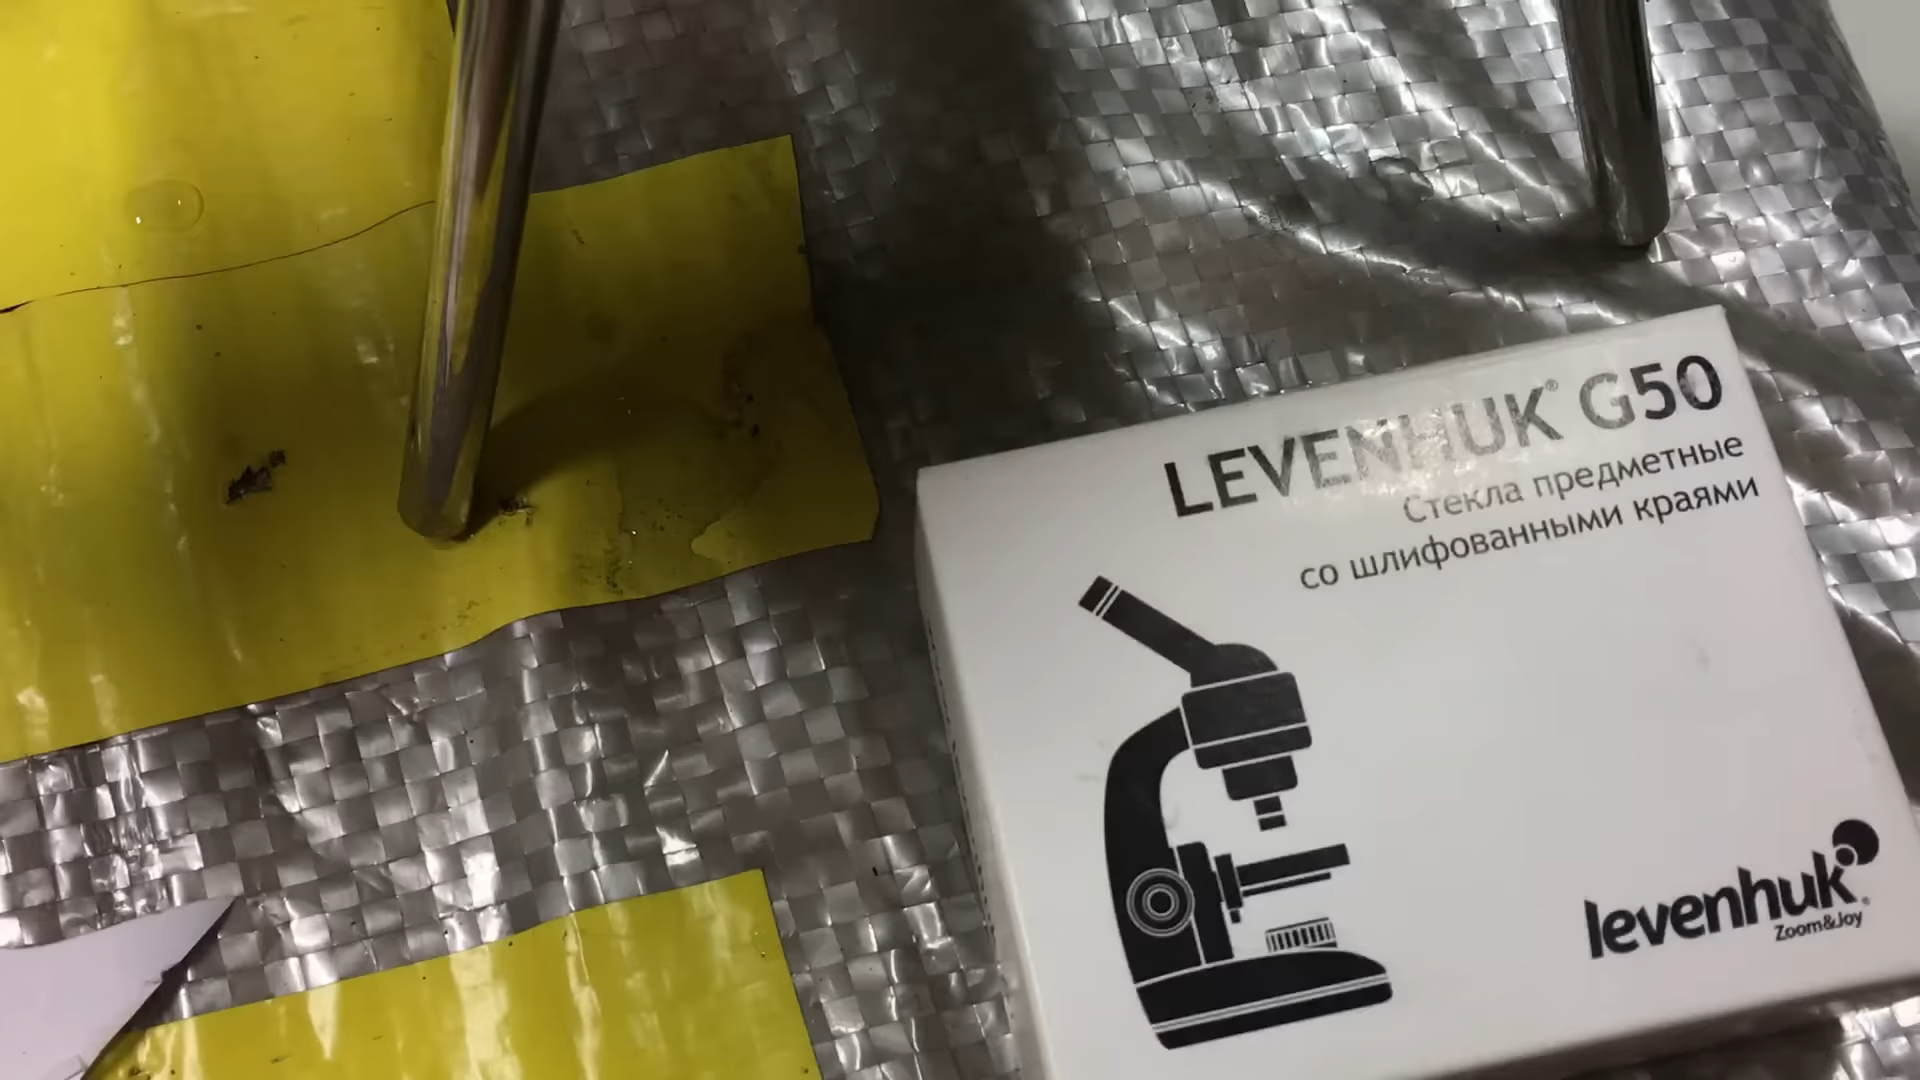 LEVENHUK® G50
Стекла предметные
со шлифованными краями
levenhuk®
Zoom&Joy